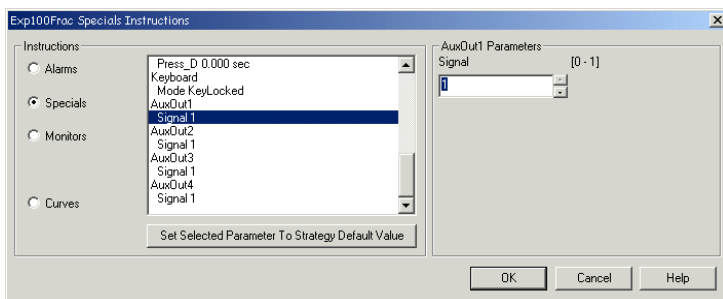 Exp100Frac Specials Instructions
Instructions
Alarms
Specials
Monitors
Curves
Press_D 0.000 sec
Keyboard
Mode KeyLocked
AuxOut1
Signal 1
AuxOut2
Signal 1
AuxOut3
Signal 1
AuxOut4
Signal 1
Set Selected Parameter To Strategy Default Value
AuxOut1 Parameters
Signal [0 - 1]
1
OK Cancel Help